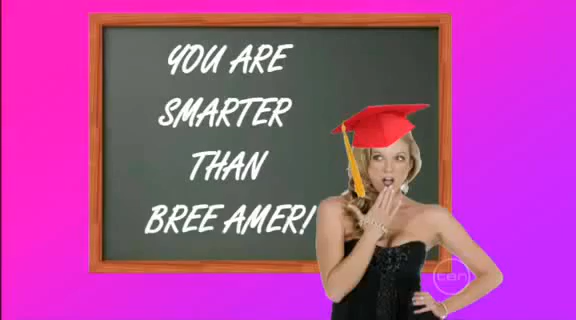 YOU ARE
SMARTER
THAN
BREE AMER!
ten